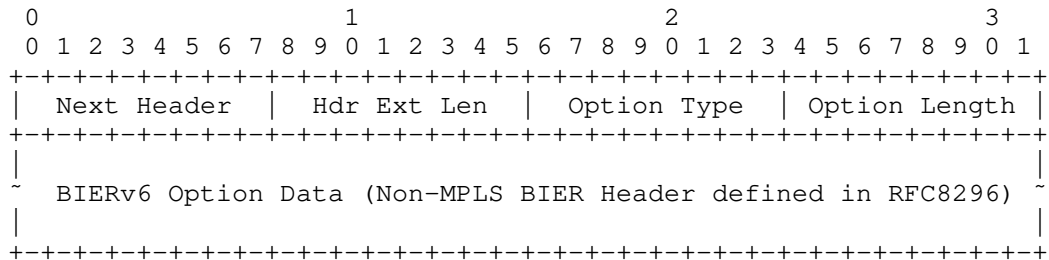 0                   1                   2                   3
 0 1 2 3 4 5 6 7 8 9 0 1 2 3 4 5 6 7 8 9 0 1 2 3 4 5 6 7 8 9 0 1
+-+-+-+-+-+-+-+-+-+-+-+-+-+-+-+-+-+-+-+-+-+-+-+-+-+-+-+-+-+-+-+-+
|  Next Header  |  Hdr Ext Len  |  Option Type  | Option Length |
+-+-+-+-+-+-+-+-+-+-+-+-+-+-+-+-+-+-+-+-+-+-+-+-+-+-+-+-+-+-+-+-+
|                                                               |
~  BIERv6 Option Data (Non-MPLS BIER Header defined in RFC8296) ~
|                                                               |
+-+-+-+-+-+-+-+-+-+-+-+-+-+-+-+-+-+-+-+-+-+-+-+-+-+-+-+-+-+-+-+-+